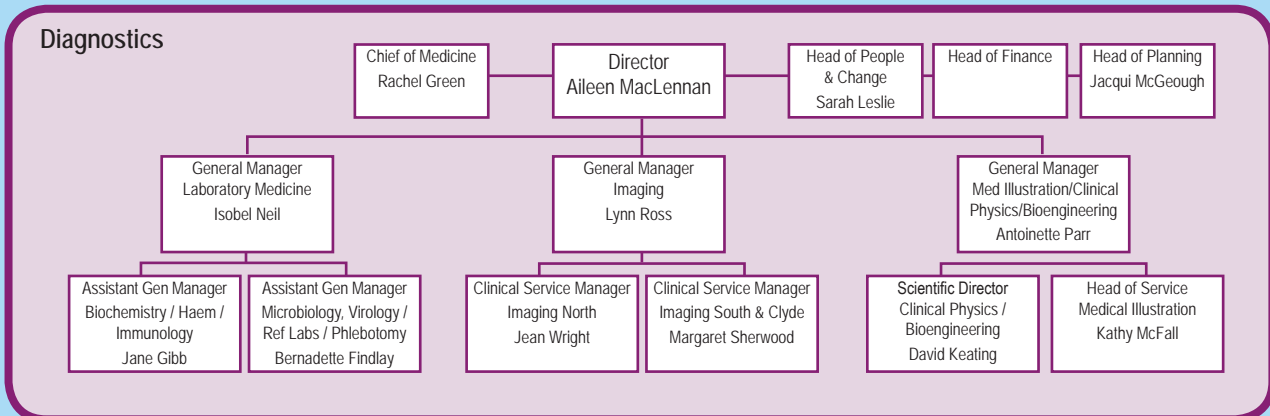 Diagnostics
Chief of Medicine
Rachel Green
Director
Aileen MacLennan
Head of People
& Change
Sarah Leslie
Head of Finance
Head of Planning
Jacqui McGeough
General Manager
Laboratory Medicine
Isobel Neil
General Manager
Imaging
Lynn Ross
General Manager
Med Illustration/Clinical
Physics/Bioengineering
Antoinette Parr
Assistant Gen Manager
Biochemistry / Haem /
Immunology
Jane Gibb
Assistant Gen Manager
Microbiology, Virology /
Ref Labs / Phlebotomy
Bernadette Findlay
Clinical Service Manager
Imaging North
Jean Wright
Clinical Service Manager
Imaging South & Clyde
Margaret Sherwood
Scientific Director
Clinical Physics /
Bioengineering
David Keating
Head of Service
Medical Illustration
Kathy McFall